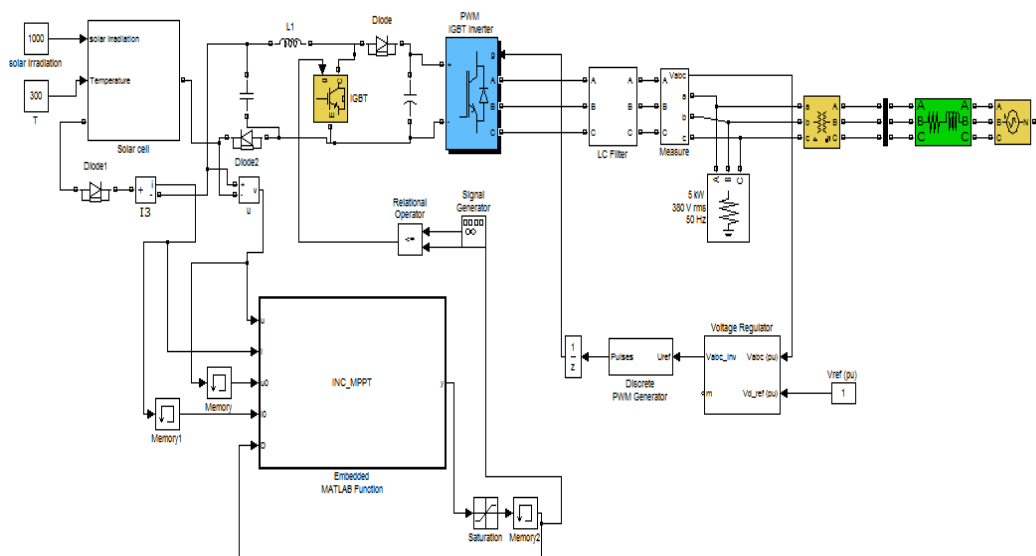 1000
solar irradiation
300
T
solar irradiation
Temperature
Solar cell
Diode1
+
-
i
I3
+
-
v
u
Diode2
L1
g
C
E
IGBT
Diode
PWM
IGBT Inverter
+
-
g
A
B
C
A
B
C
A
B
C
LC Filter
A
B
C
Vabc
a
b
c
Measure
A
B
C
5 kW
380 V rms
50 Hz
a
b
c
A
B
C
A
B
C
A
B
C
A
B
C
N
Relational
Operator
<=
Signal
Generator
u
i
u0
i0
D
INC_MPPT
y
Embedded
MATLAB Function
Memory
Memory1
Saturation
Memory2
1
z
Pulses
Uref
Discrete
PWM Generator
Voltage Regulator
Vabc_inv
Vabc (pu)
m
Vd_ref (pu)
Vref (pu)
1